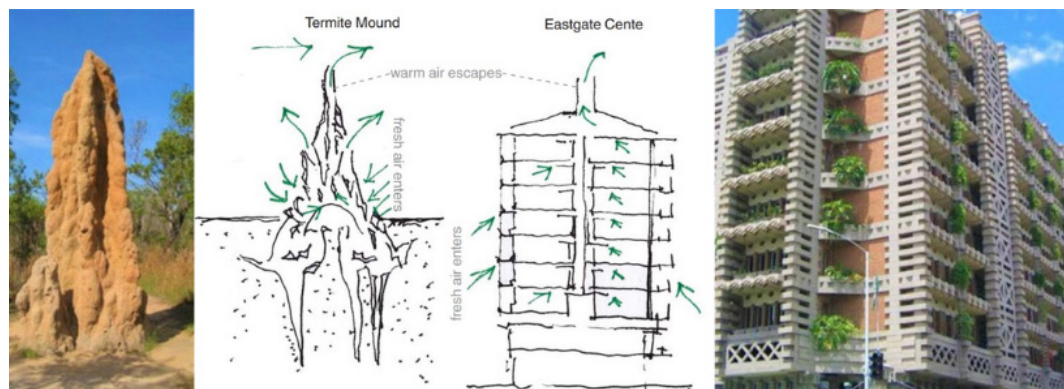 Termite Mound
Eastgate Cente
warm air escapes
fresh air enters
fresh air enters